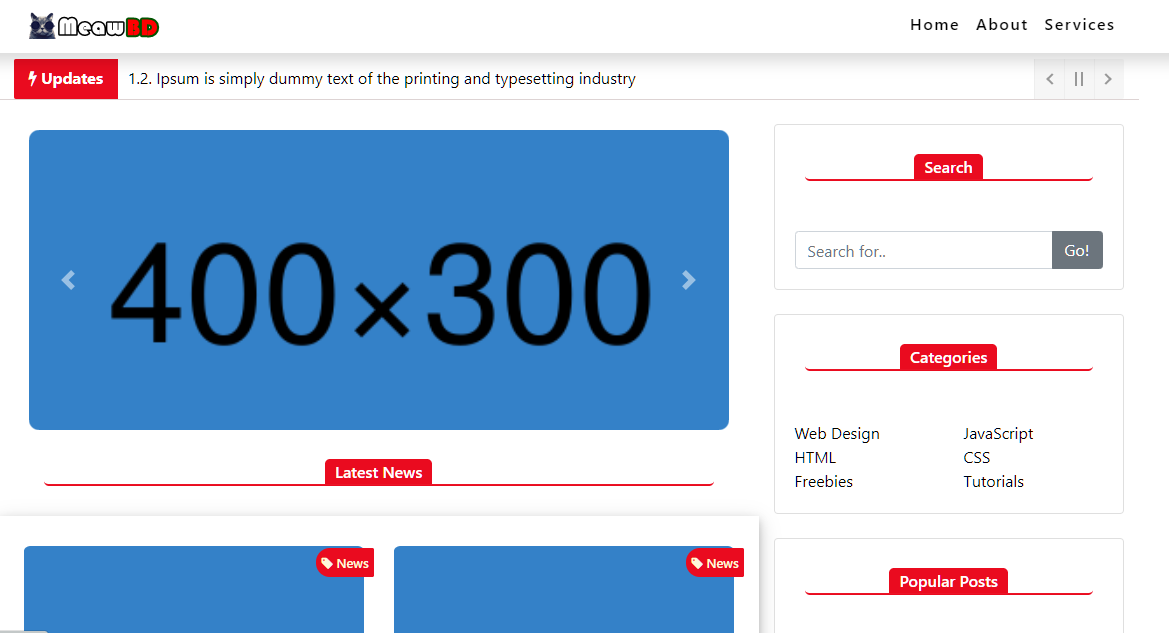 MeawBD
Home About Services
Updates 1.2. Ipsum is simply dummy text of the printing and typesetting industry
400×300
Latest News
News News
Search
Search for.. Go!
Categories
Web Design JavaScript
HTML CSS
Freebies Tutorials
Popular Posts